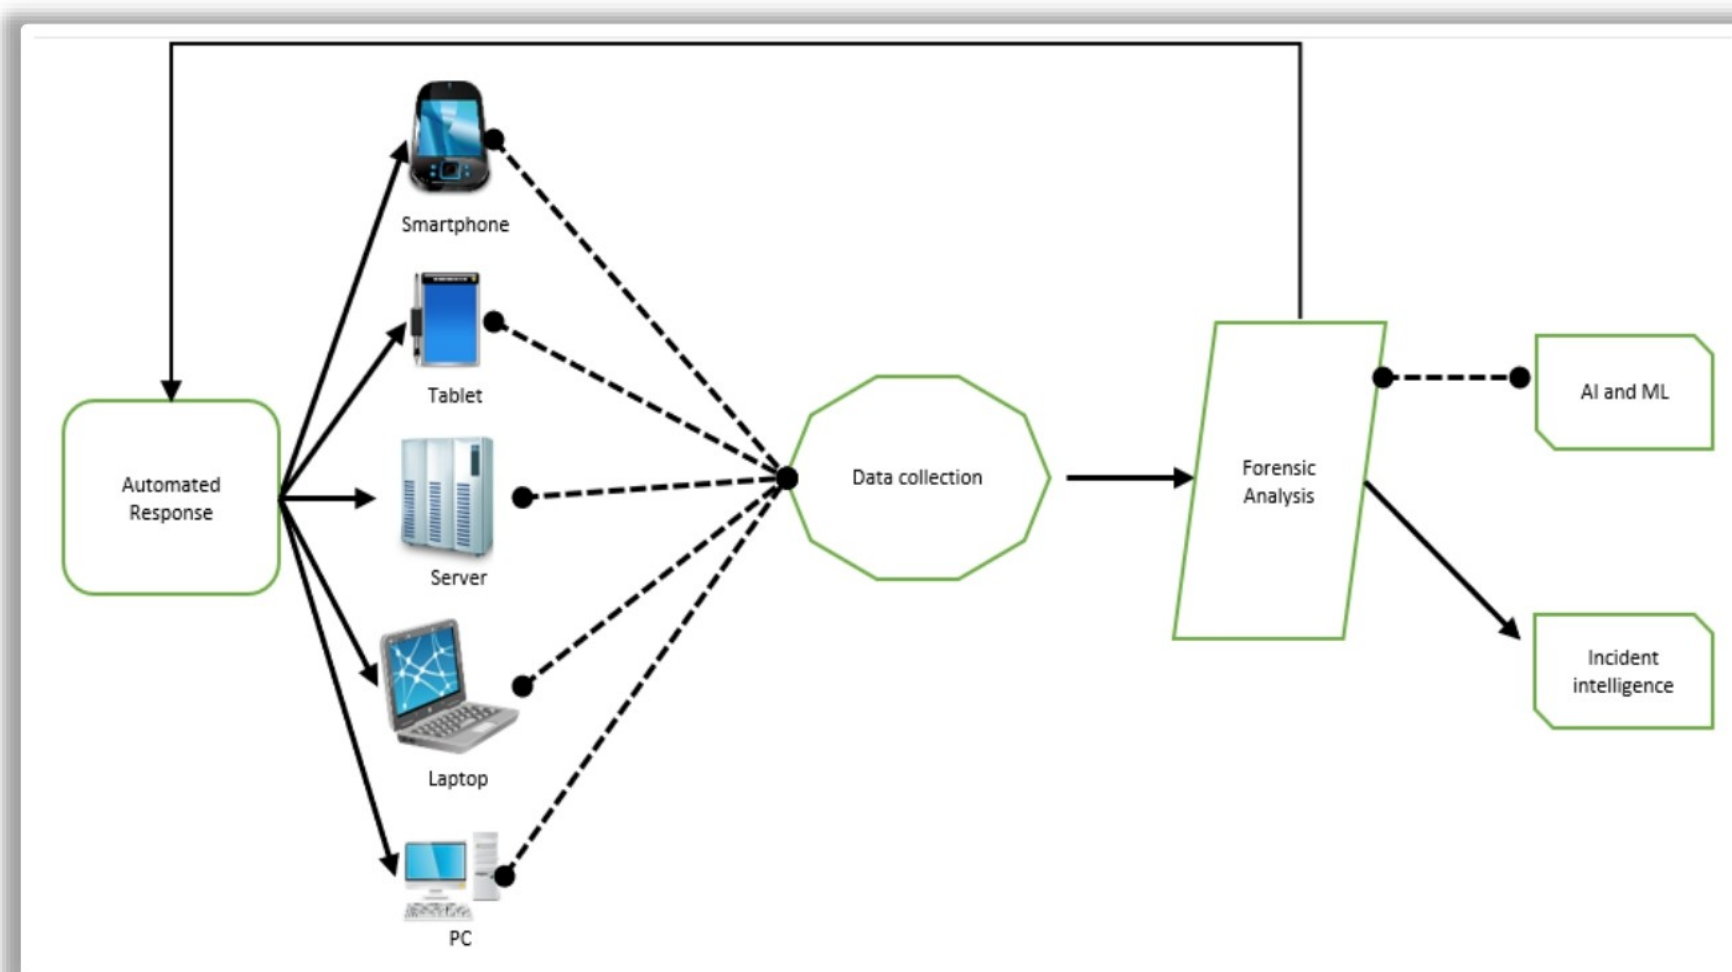 Smartphone
Tablet
Automated
Response
Server
Laptop
PC
Data collection
Forensic
Analysis
AI and ML
Incident
intelligence